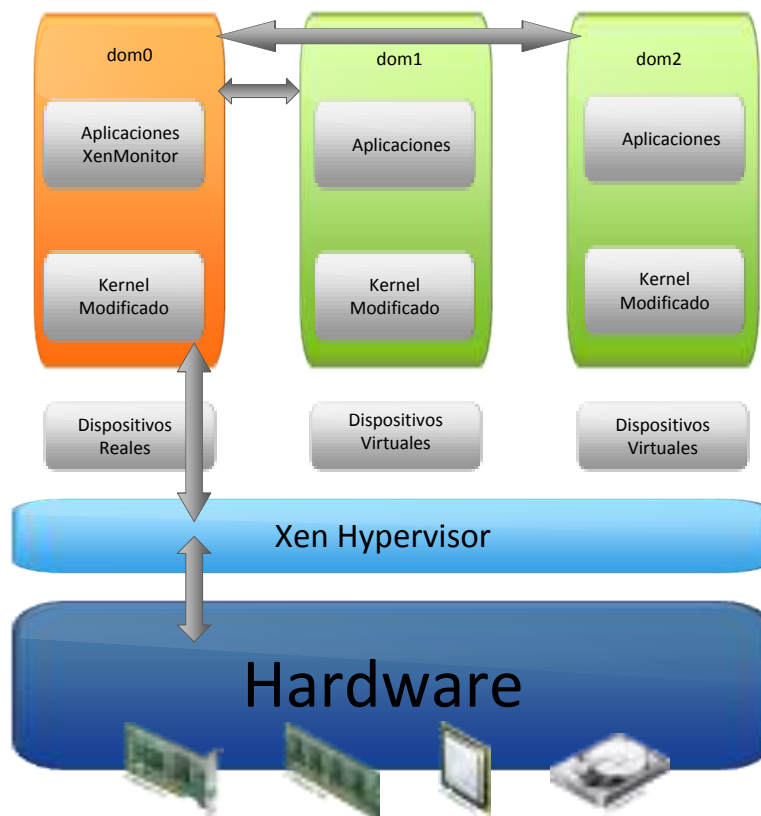 dom0
Aplicaciones
XenMonitor
Kernel
Modificado
dom1
Aplicaciones
Kernel
Modificado
dom2
Aplicaciones
Kernel
Modificado
Dispositivos
Reales
Dispositivos
Virtuales
Dispositivos
Virtuales
Xen Hypervisor
Hardware